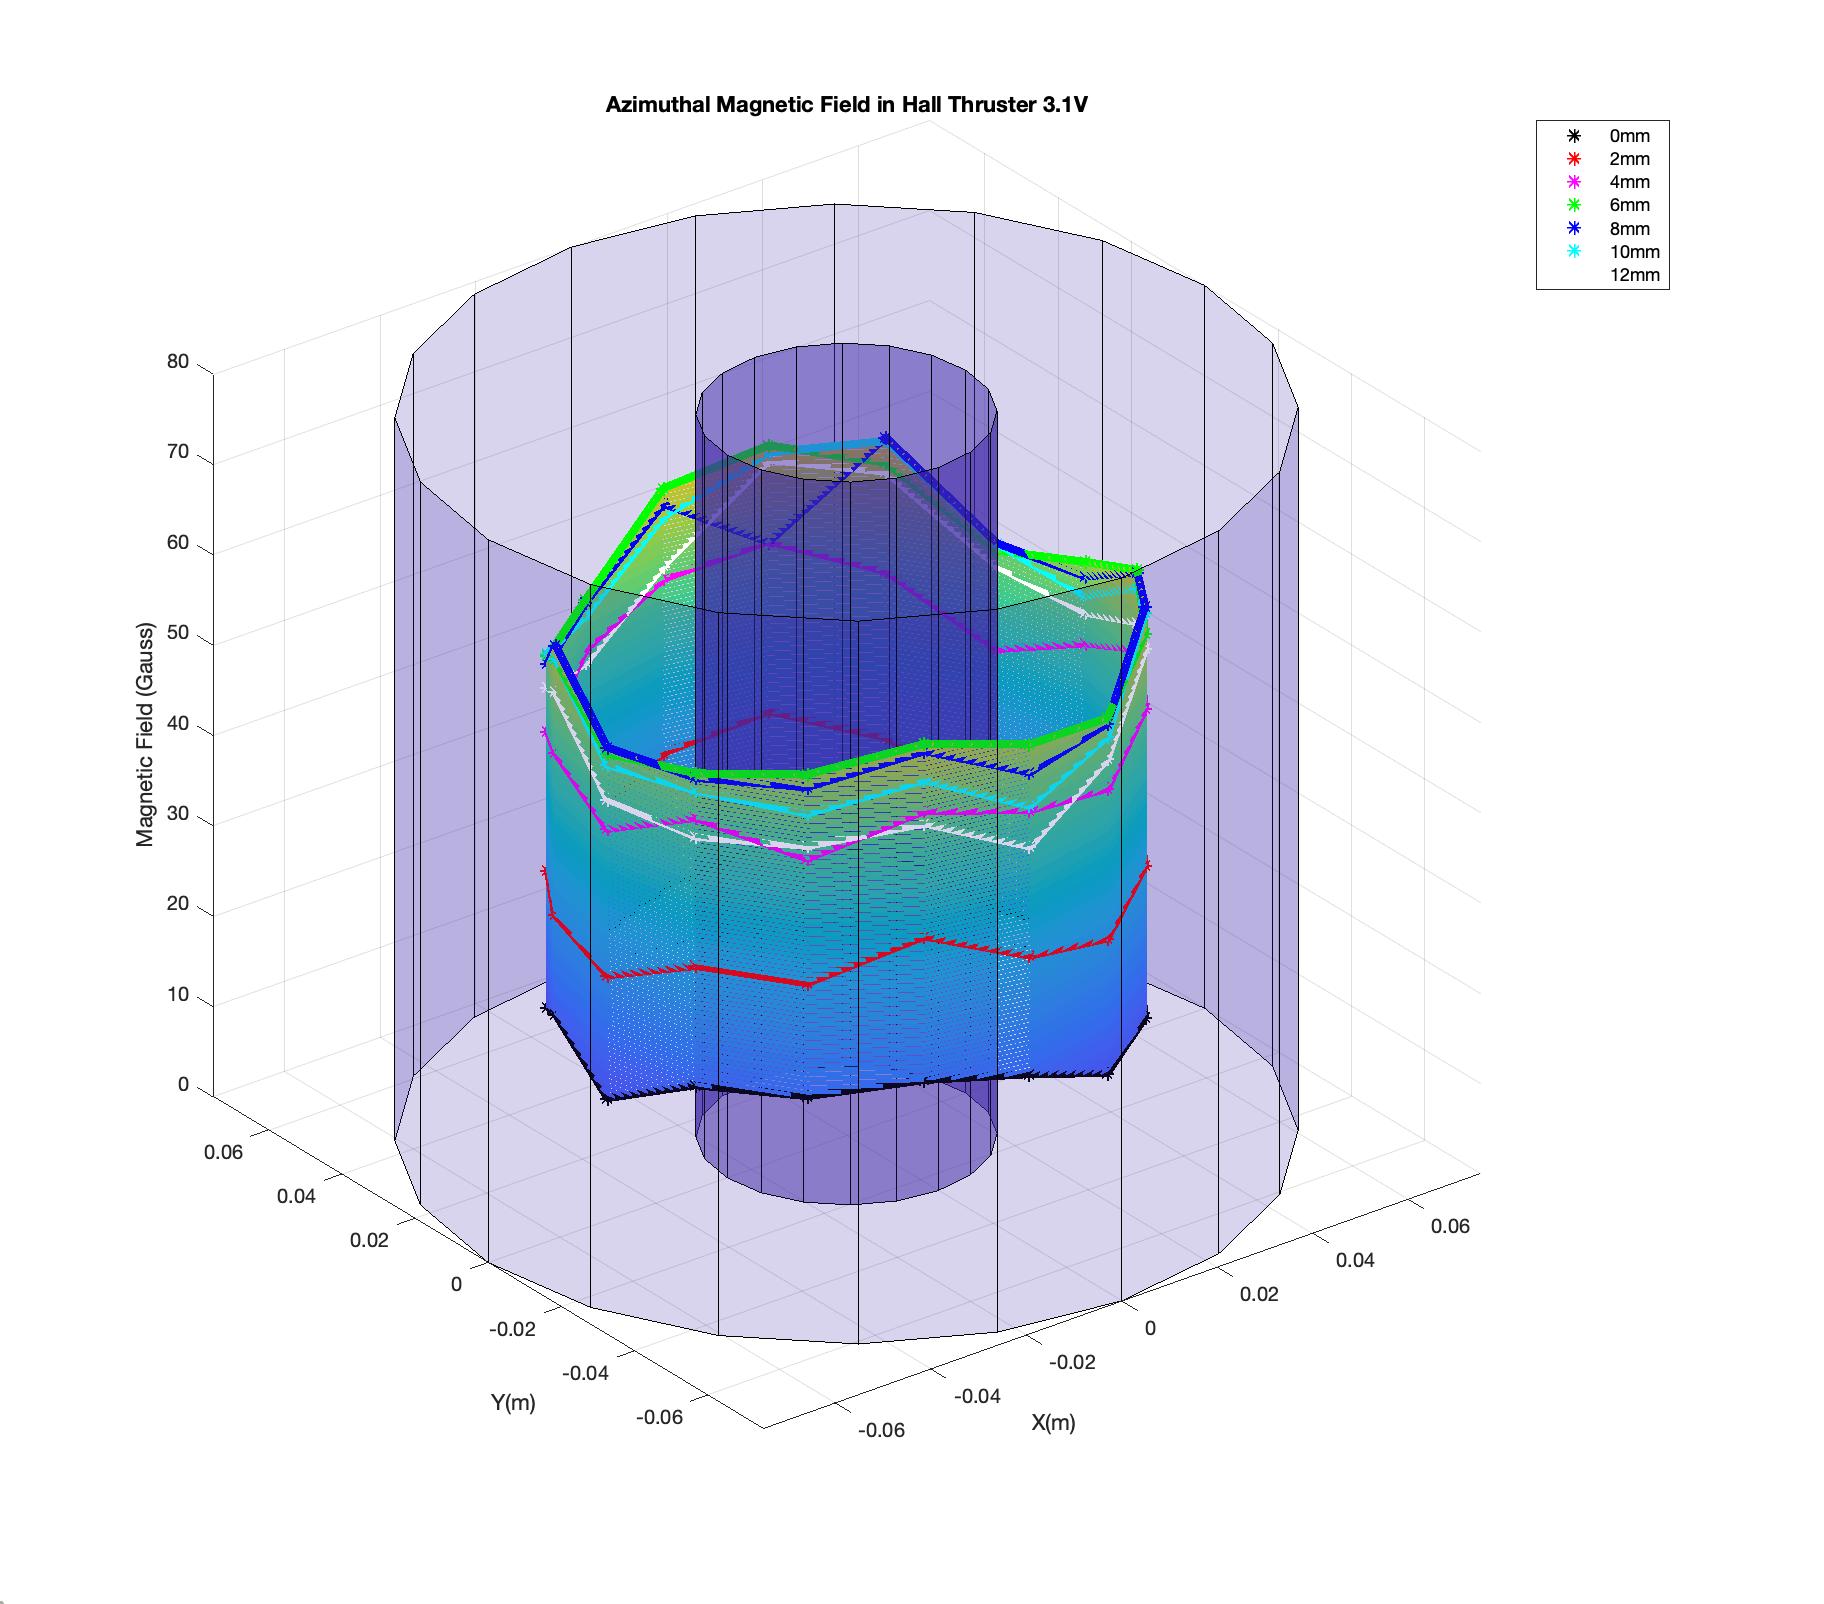 Azimuthal Magnetic Field in Hall Thruster 3.1V
0mm
2mm
4mm
6mm
8mm
10mm
12mm
80
70
60
50
40
30
20
10
0
Magnetic Field (Gauss)
0.06
0.04
0.02
0
-0.02
-0.04
-0.06
Y(m)
-0.06
-0.04
-0.02
0
0.02
0.04
0.06
X(m)